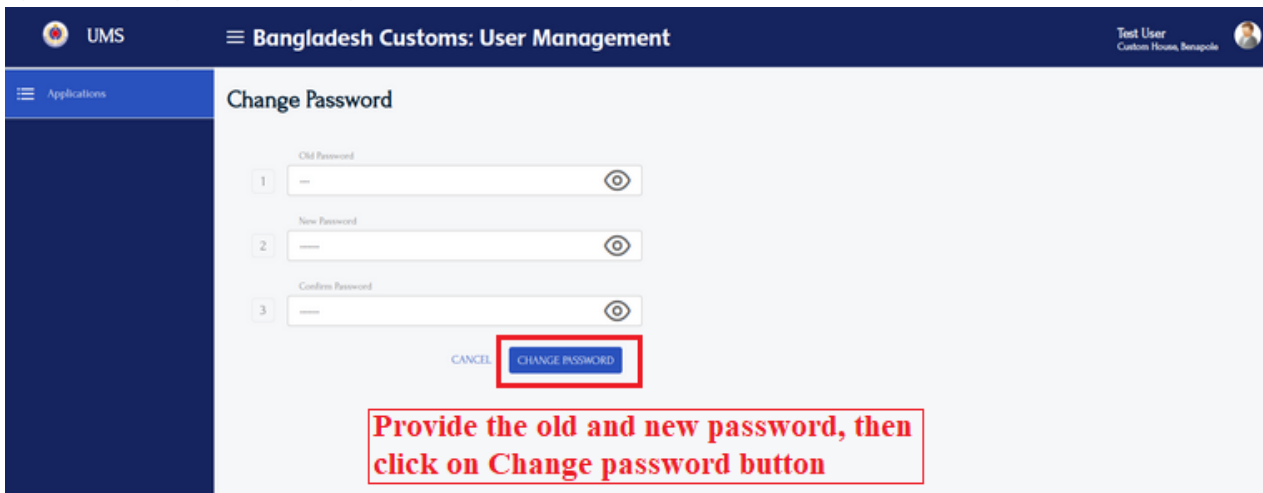 UMS
Bangladesh Customs: User Management
Test User
Custom House, Benapole
Applications
Change Password
Old Password
1
---
New Password
2
-----
Confirm Password
3
-----
CANCEL
CHANGE PASSWORD
Provide the old and new password, then
click on Change password button